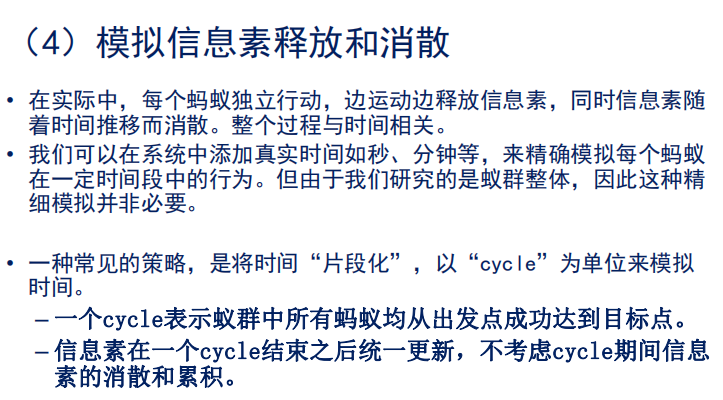 （4）模拟信息素释放和消散
• 在实际中，每个蚂蚁独立行动，边运动边释放信息素，同时信息素随
着时间推移而消散。整个过程与时间相关。
• 我们可以在系统中添加真实时间如秒、分钟等，来精确模拟每个蚂蚁
在一定时间段中的行为。但由于我们研究的是蚁群整体，因此这种精
细模拟并非必要。
• 一种常见的策略，是将时间“片段化”，以“cycle”为单位来模拟
时间。
– 一个cycle表示蚁群中所有蚂蚁均从出发点成功达到目标点。
– 信息素在一个cycle结束之后统一更新，不考虑cycle期间信息
素的消散和累积。